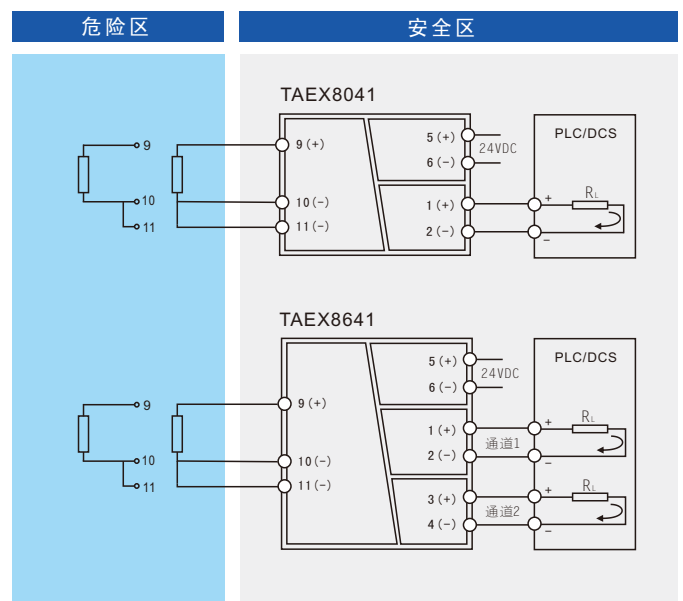 危险区
安全区
TAEX8041
9
10
11
9(+)
10(-)
11(-)
5(+)
6(-)
24VDC
1(+)
2(-)
PLC/DCS
+
RL
-
TAEX8641
9
10
11
9(+)
10(-)
11(-)
5(+)
6(-)
24VDC
1(+)
通道1
2(-)
3(+)
通道2
4(-)
PLC/DCS
+
RL
-
+
RL
-